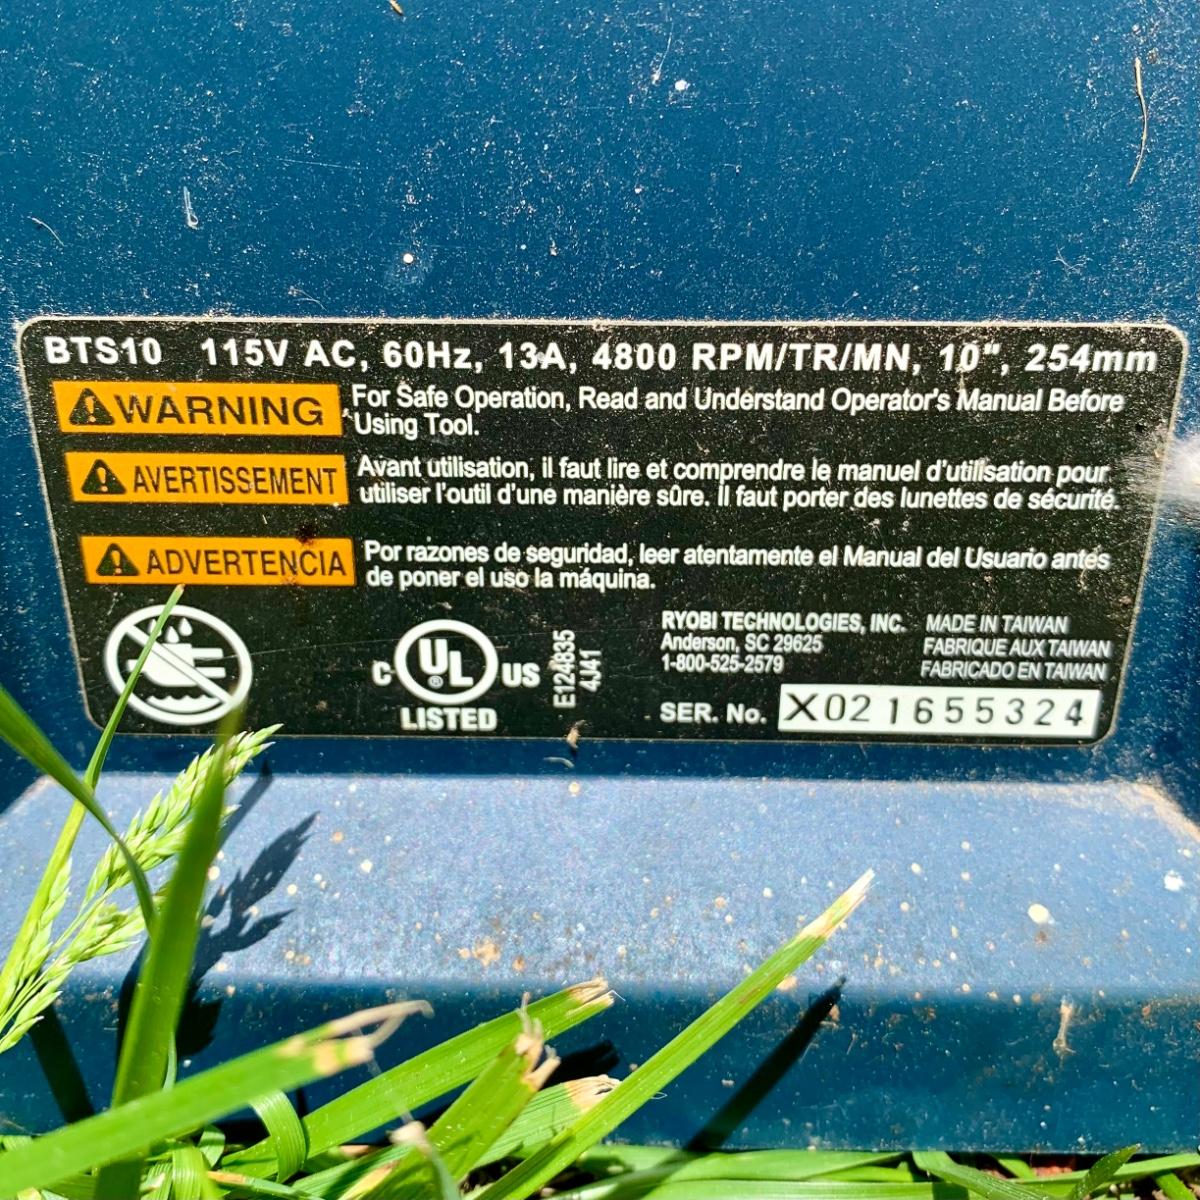 BTS10 115V AC, 60Hz, 13A, 4800 RPM/TR/MN, 10", 254mm
WARNING
For Safe Operation, Read and Understand Operator's Manual Before
Using Tool.
AVERTISSEMENT
Avant utilisation, il faut lire et comprendre le manuel d'utilisation pour
utiliser l'outil d'une manière sûre. Il faut porter des lunettes de sécurité.
ADVERTENCIA
Por razones de seguridad, leer atentamente el Manual del Usuario antes
de poner el uso la máquina.
C UL ® US
LISTED
E124835
4J41
RYOBI TECHNOLOGIES, INC.
Anderson, SC 29625
1-800-525-2579
MADE IN TAIWAN
FABRIQUE AUX TAIWAN
FABRICADO EN TAIWAN
SER. No. X021655324